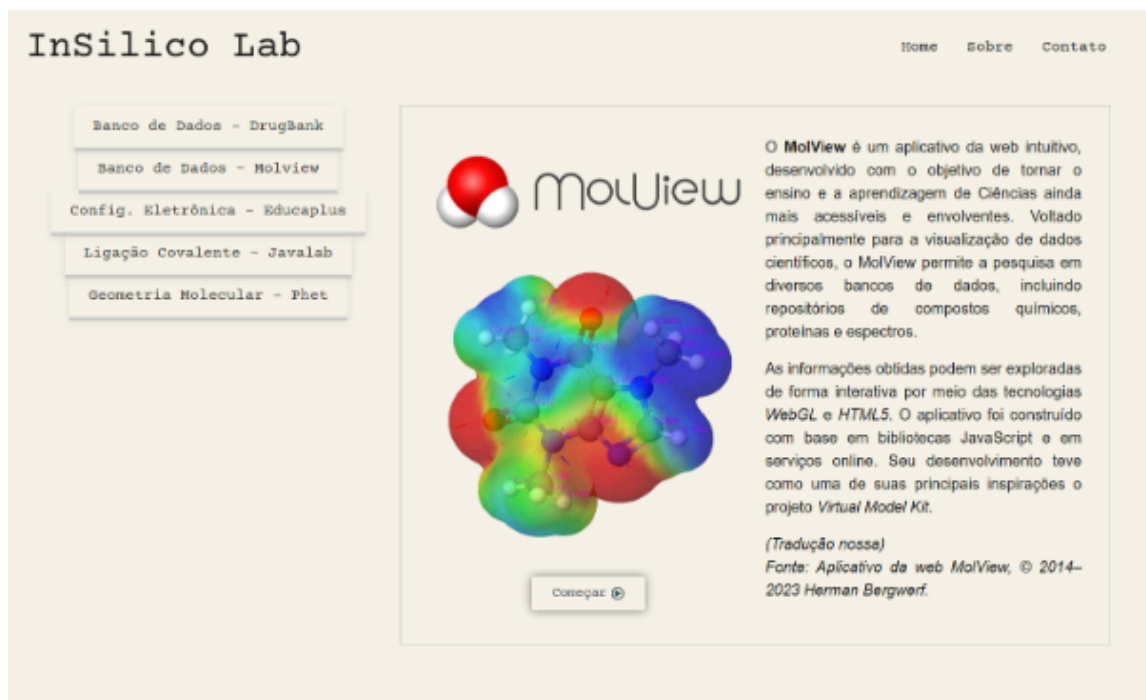 InSilico Lab
Home Sobre Contato
Banco de Dados - DrugBank
Banco de Dados - Molview
Config. Eletrônica - Educaplus
Ligação Covalente - Javalab
Geometria Molecular - Phet
MolView
Começar
O MolView é um aplicativo da web intuitivo,
desenvolvido com o objetivo de tornar o
ensino e a aprendizagem de Ciências ainda
mais acessíveis e envolventes. Voltado
principalmente para a visualização de dados
científicos, o MolView permite a pesquisa em
diversos bancos de dados, incluindo
repositórios de compostos químicos,
proteínas e espectros.
As informações obtidas podem ser exploradas
de forma interativa por meio das tecnologias
WebGL e HTML5. O aplicativo foi construído
com base em bibliotecas JavaScript e em
serviços online. Seu desenvolvimento teve
como uma de suas principais inspirações o
projeto Virtual Model Kit.
(Tradução nossa)
Fonte: Aplicativo da web MolView, © 2014–
2023 Herman Bergwerf.